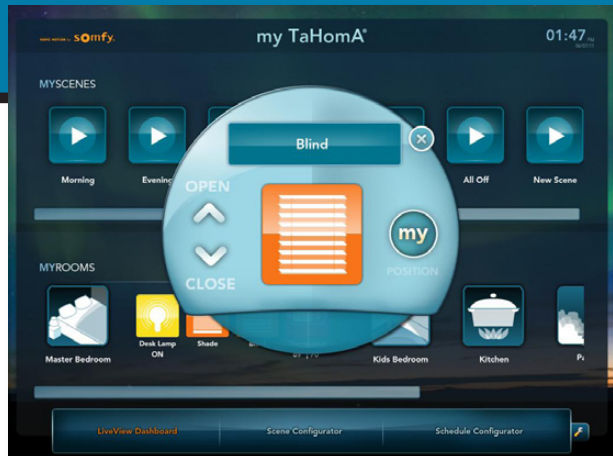 somfy.
my TaHomA®
01:47 PM
MYSCENES
Blind
Morning
Evening
All Off
New Scene
OPEN
my
POSITION
CLOSE
MYROOMS
Master Bedroom
Desk Lamp
ON
Shade
Kids Bedroom
Kitchen
LiveView Dashboard
Scene Configurator
Schedule Configurator